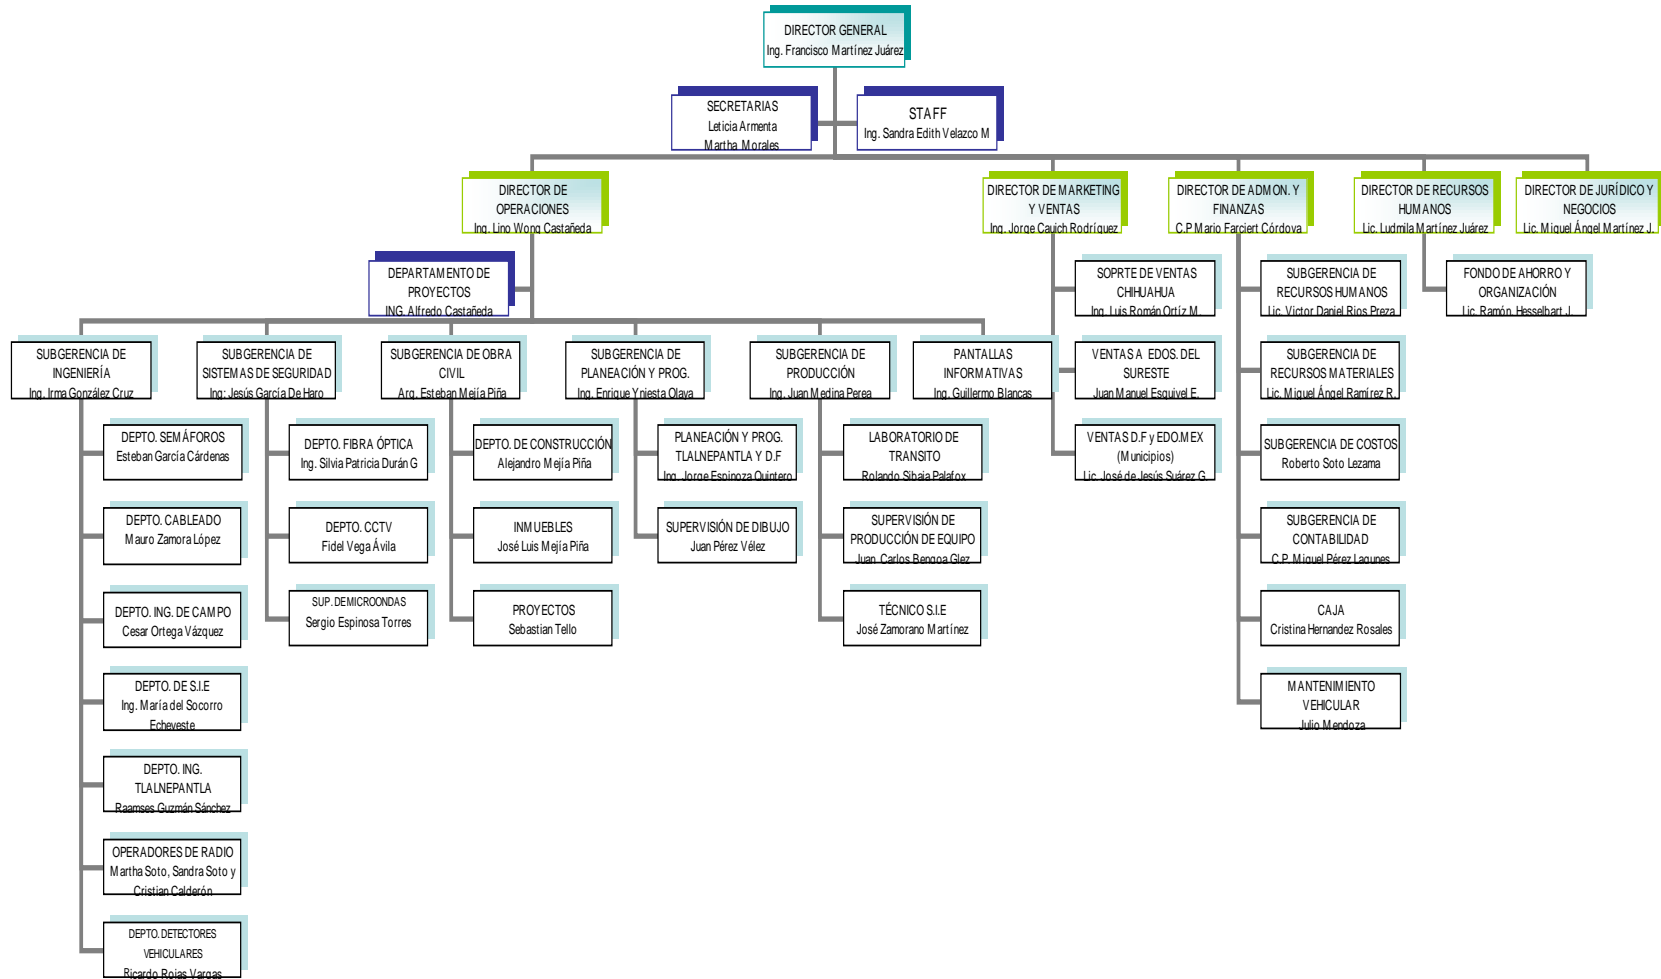 DIRECTOR GENERAL
Ing. Francisco Martínez Juárez
SECRETARIAS
Leticia Armenta
Martha Morales
STAFF
Ing. Sandra Edith Velazco M
DIRECTOR DE
OPERACIONES
Ing. Lino Wong Castañeda
DIRECTOR DE MARKETING
Y VENTAS
Ing. Jorge Cauich Rodríguez
DIRECTOR DE ADMON. Y
FINANZAS
C.P Mario Farciert Córdova
DIRECTOR DE RECURSOS
HUMANOS
Lic. Ludmila Martínez Juárez
DIRECTOR DE JURÍDICO Y
NEGOCIOS
Lic. Miguel Ángel Martínez J.
DEPARTAMENTO DE
PROYECTOS
ING. Alfredo Castañeda
SOPRTE DE VENTAS
CHIHUAHUA
Ing. Luis Román Ortíz M.
SUBGERENCIA DE
RECURSOS HUMANOS
Lic. Victor Daniel Rios Preza
FONDO DE AHORRO Y
ORGANIZACIÓN
Lic. Ramón. Hesselbart J.
SUBGERENCIA DE
INGENIERÍA
Ing. Irma González Cruz
SUBGERENCIA DE
SISTEMAS DE SEGURIDAD
Ing: Jesús García De Haro
SUBGERENCIA DE OBRA
CIVIL
Arq. Esteban Mejía Piña
SUBGERENCIA DE
PLANEACIÓN Y PROG.
Ing. Enrique Yniesta Olaya
SUBGERENCIA DE
PRODUCCIÓN
Ing. Juan Medina Perea
PANTALLAS
INFORMATIVAS
Ing. Guillermo Blancas
VENTAS A EDOS. DEL
SURESTE
Juan Manuel Esquivel E.
SUBGERENCIA DE
RECURSOS MATERIALES
Lic. Miguel Ángel Ramírez R.
DEPTO. SEMÁFOROS
Esteban García Cárdenas
DEPTO. FIBRA ÓPTICA
Ing. Silvia Patricia Durán G
DEPTO. DE CONSTRUCCIÓN
Alejandro Mejía Piña
PLANEACIÓN Y PROG.
TLALNEPANTLA Y D.F
Ing. Jorge Espinoza Quintero
LABORATORIO DE
TRANSITO
Rolando Sibaja Palafox
VENTAS D.F y EDO.MEX
(Municipios)
Lic. José de Jesús Suárez G.
SUBGERENCIA DE COSTOS
Roberto Soto Lezama
DEPTO. CABLEADO
Mauro Zamora López
DEPTO. CCTV
Fidel Vega Ávila
INMUEBLES
José Luis Mejía Piña
SUPERVISIÓN DE DIBUJO
Juan Pérez Vélez
SUPERVISIÓN DE
PRODUCCIÓN DE EQUIPO
Juan Carlos Bengoa Glez
SUBGERENCIA DE
CONTABILIDAD
C.P. Miguel Pérez Lagunes
DEPTO. ING. DE CAMPO
Cesar Ortega Vázquez
SUP. DE MICROONDAS
Sergio Espinosa Torres
PROYECTOS
Sebastian Tello
TÉCNICO S.I.E
José Zamorano Martínez
CAJA
Cristina Hernandez Rosales
DEPTO. DE S.I.E
Ing. María del Socorro
Echeveste
MANTENIMIENTO
VEHICULAR
Julio Mendoza
DEPTO. ING.
TLALNEPANTLA
Raamses Guzmán Sánchez
OPERADORES DE RADIO
Martha Soto, Sandra Soto y
Cristian Calderón
DEPTO. DETECTORES
VEHICULARES
Ricardo Rojas Vargas